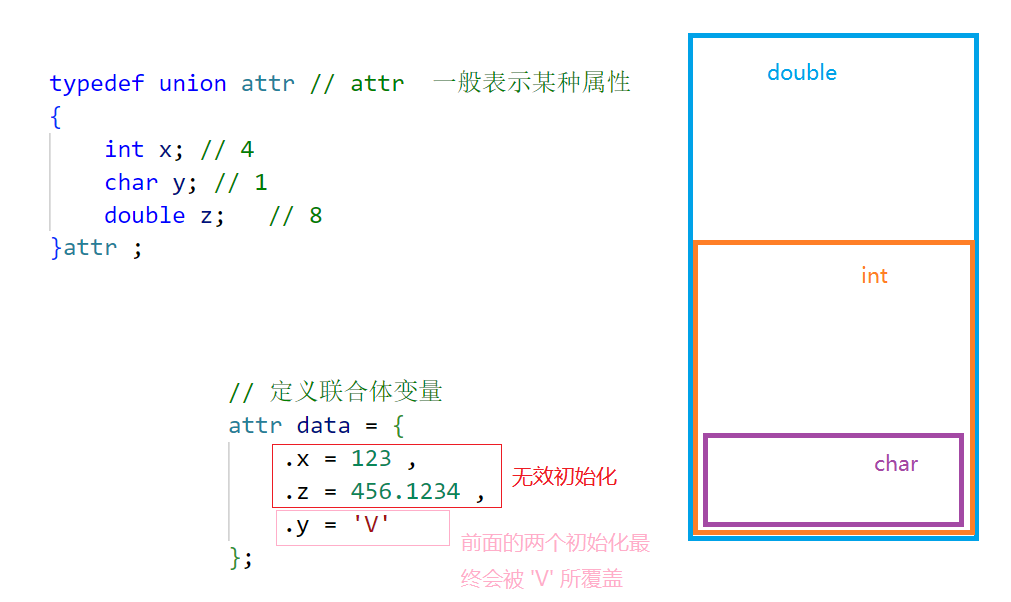 typedef union attr // attr  一般表示某种属性
{
    int x; // 4
    char y; // 1
    double z;   // 8
}attr ;
double
int
char
// 定义联合体变量
attr data = {
    .x = 123 ,
    .z = 456.1234 ,
    .y = 'V'
};
无效初始化
前面的两个初始化最
终会被 'V' 所覆盖